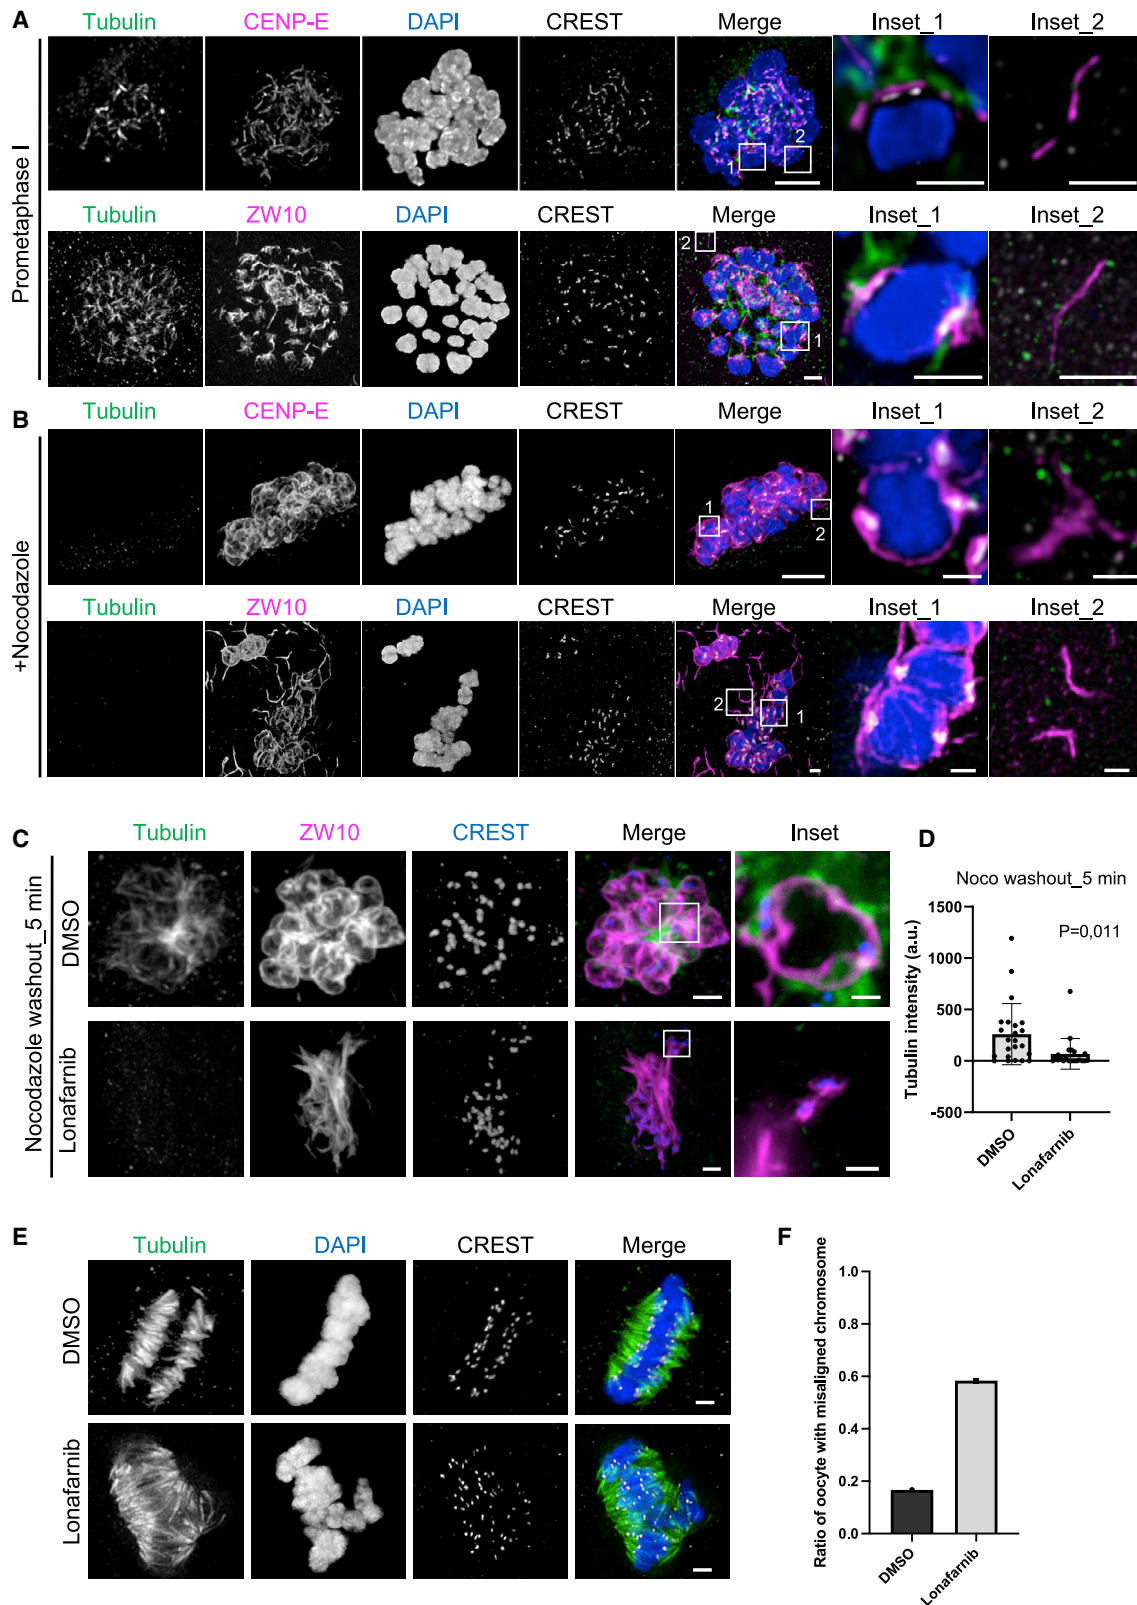 A
Tubulin CENP-E DAPI CREST Merge Inset_1 Inset_2
1 2
Prometaphase I
Tubulin ZW10 DAPI CREST Merge Inset_1 Inset_2
2
1
B
Tubulin CENP-E DAPI CREST Merge Inset_1 Inset_2
1
2
+Nocodazole
Tubulin ZW10 DAPI CREST Merge Inset_1 Inset_2
2 1
C
Tubulin ZW10 CREST Merge Inset
Nocodazole washout_5 min
DMSO
Lonafarnib
D
Noco washout_5 min
P=0,011
Tubulin intensity (a.u.)
1500
1000
500
0
-500
DMSO
Lonafarnib
E
Tubulin DAPI CREST Merge
DMSO
Lonafarnib
F
Ratio of oocyte with misaligned chromosome
1.0
0.8
0.6
0.4
0.2
0.0
DMSO
Lonafarnib